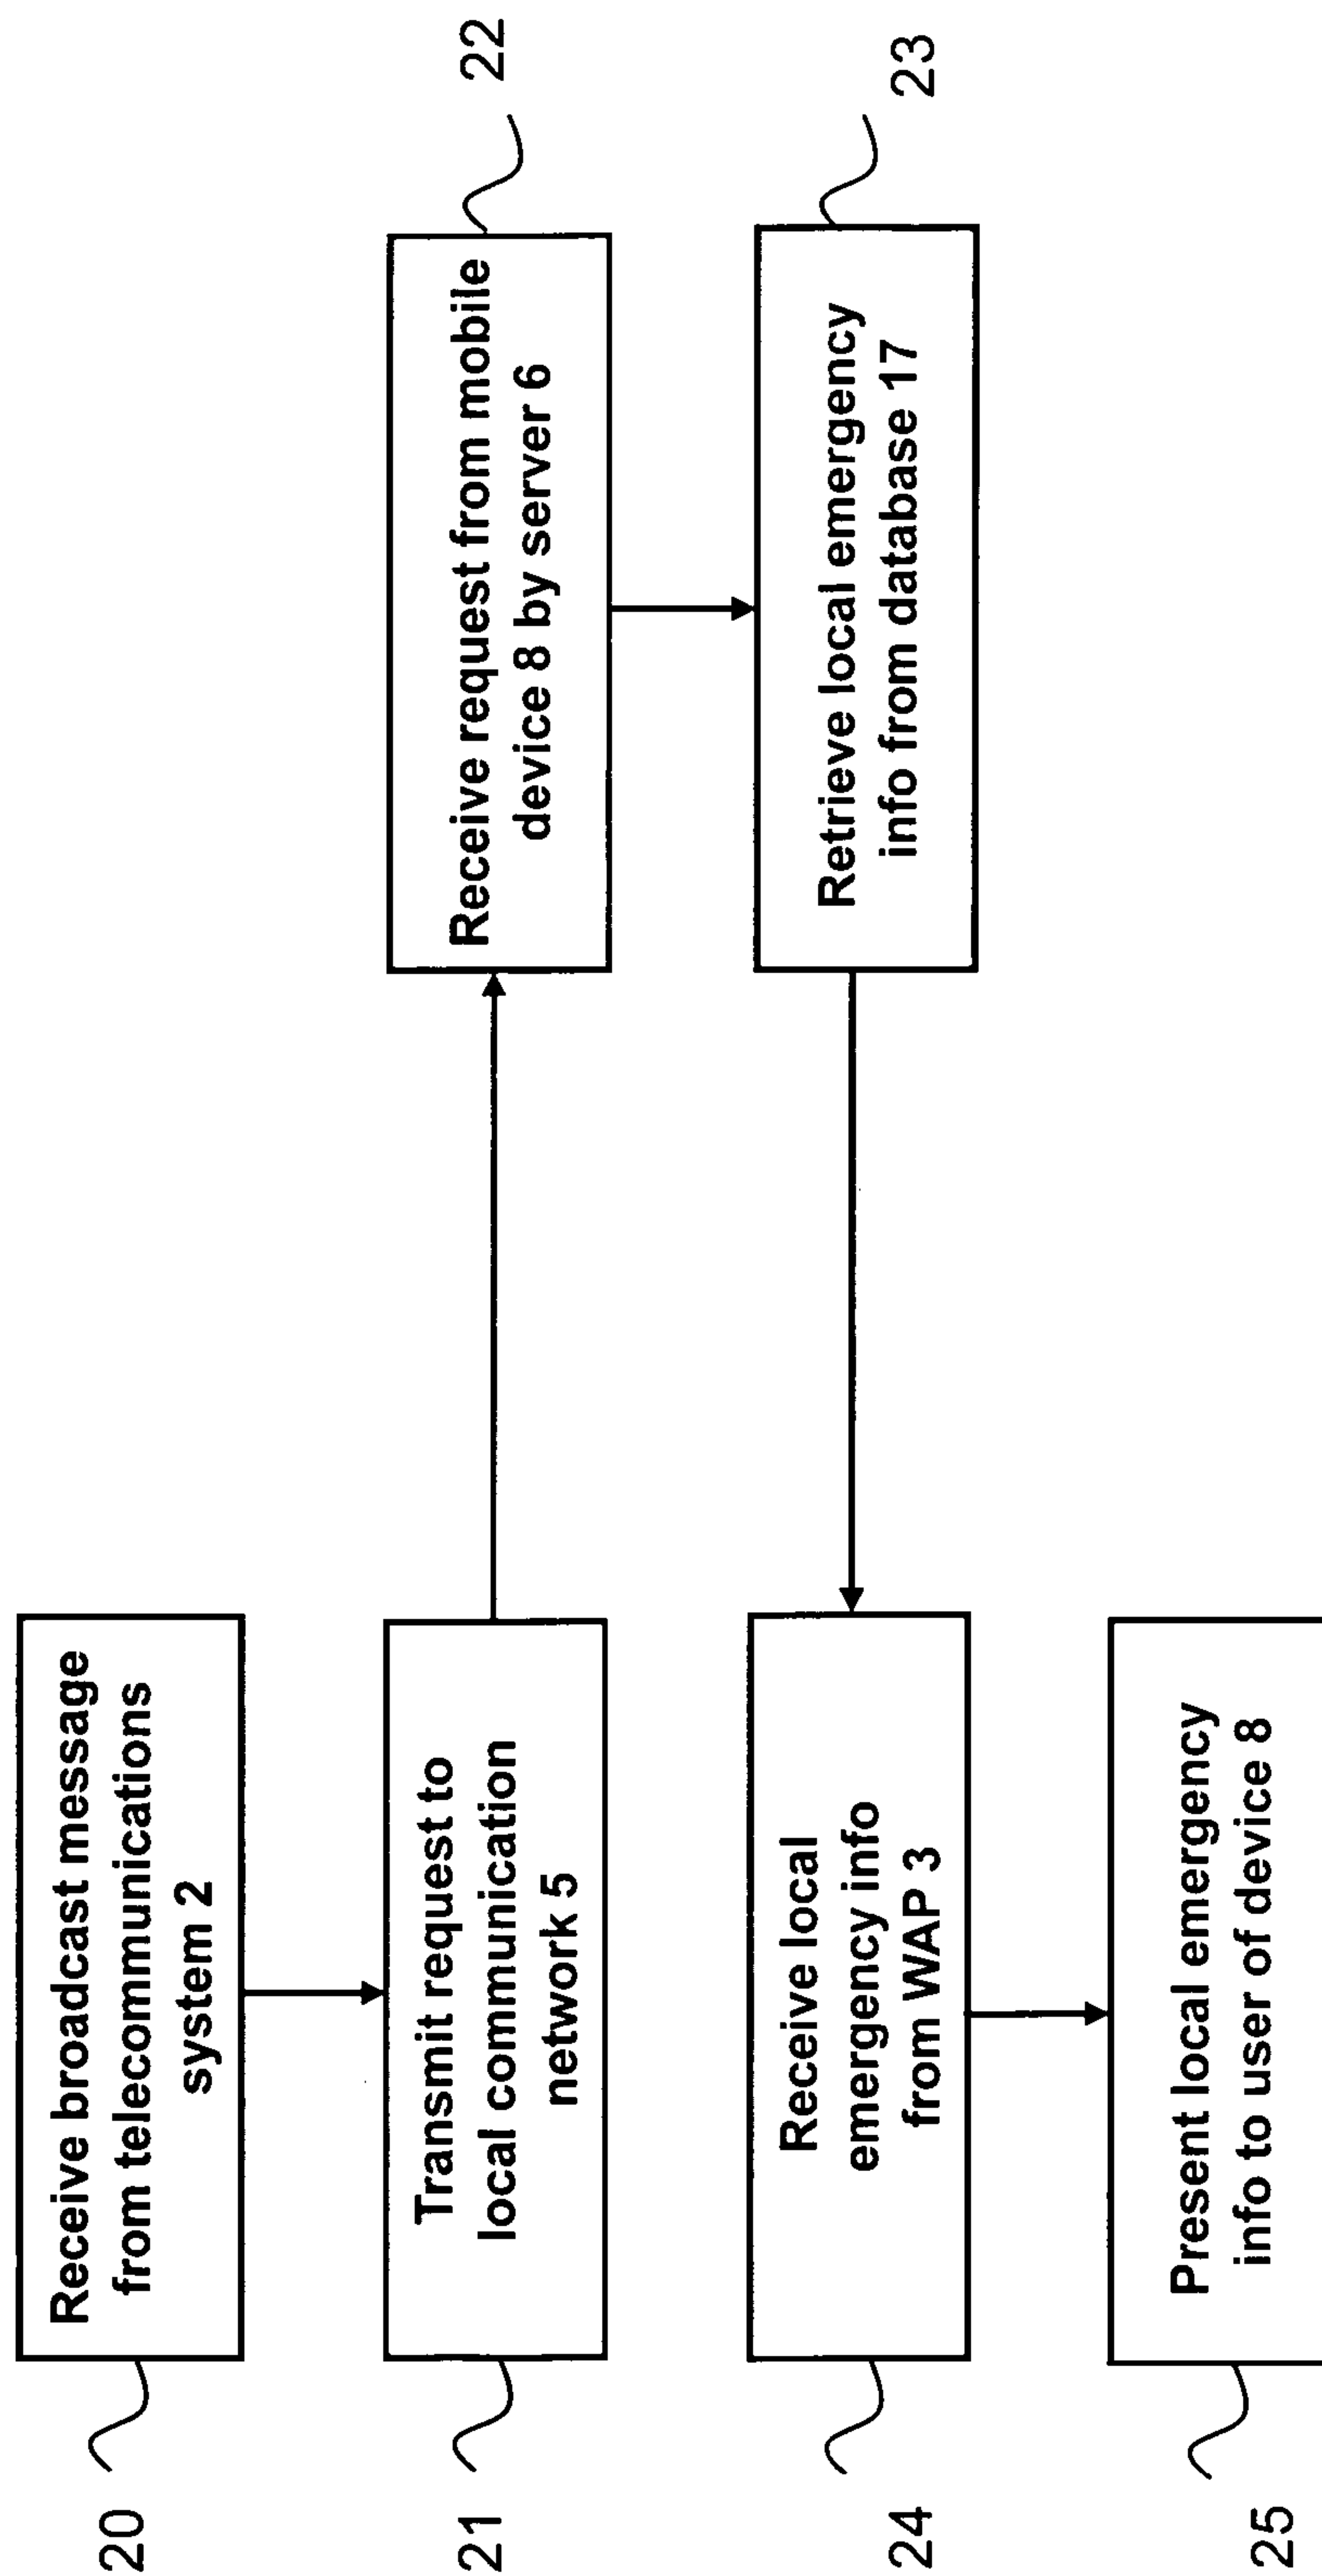 20
Receive broadcast message
from telecommunications
system 2
21
Transmit request to
local communication
network 5
Receive request from mobile
device 8 by server 6
22
Retrieve local emergency
info from database 17
23
24
Receive local
emergency info
from WAP 3
25
Present local emergency
info to user of device 8